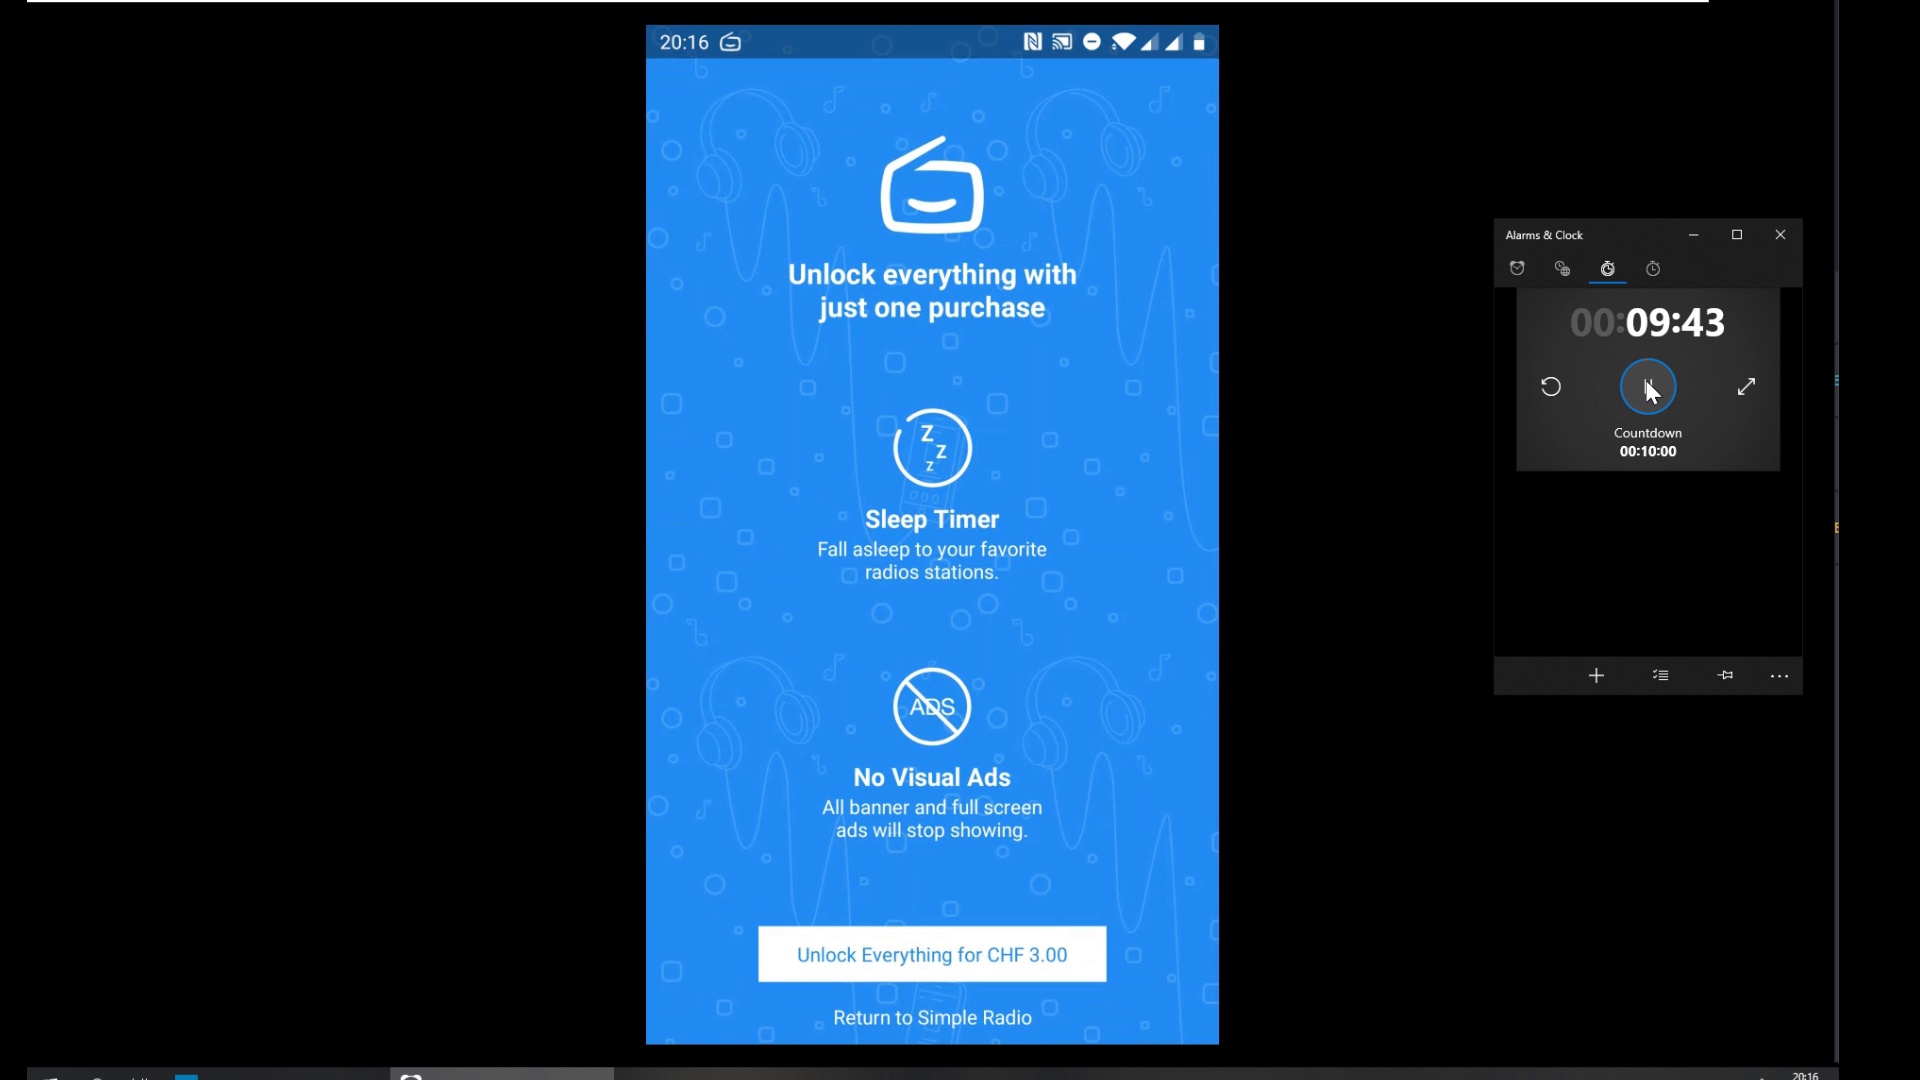 20:16
Unlock everything with
just one purchase
Z
Z
Z
Sleep Timer
Fall asleep to your favorite
radios stations.
ADS
No Visual Ads
All banner and full screen
ads will stop showing.
Unlock Everything for CHF 3.00
Return to Simple Radio
Alarms & Clock
00:09:43
Countdown
00:10:00
20:16